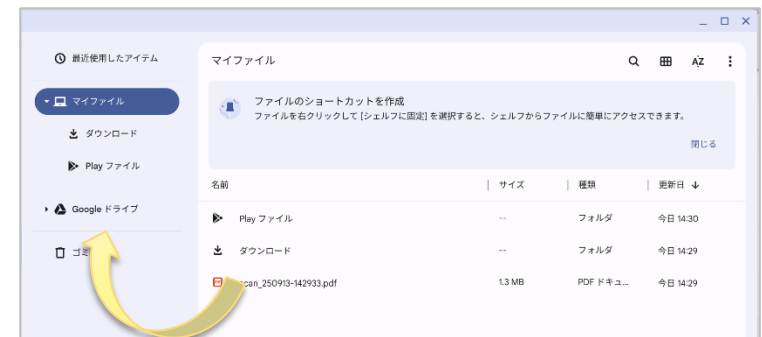 最近使用したアイテム
マイファイル
ダウンロード
Play ファイル
Google ドライブ
マイファイル
AZ
ファイルのショートカットを作成
ファイルを右クリックして [シェルフに固定] を選択すると、シェルフからファイルに簡単にアクセスできます。
閉じる
名前 サイズ 種類 更新日
Play ファイル -- フォルダ 今日 14:30
ダウンロード -- フォルダ 今日 14:29
scan_250913-142933.pdf 1.3 MB PDF ドキュ... 今日 14:29